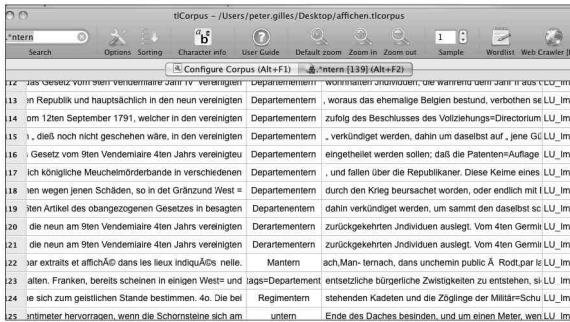 tlCorpus – /Users/peter.gilles/Desktop/affichen.tlcorpus
.*ntern
Search Options Sorting Character info User Guide Default zoom Zoom in Zoom out 1 Sample Wordlist Web Crawler
Configure Corpus (Alt+F1) .*ntern [139] (Alt+F2)
112 das Gesetz vom 9ten Vendemiaire Jahr IV vereinigten Departementern wohnhaften Individuen, die während dem Jahr II aus
113 en Republik und hauptsächlich in den neun vereinigten Departementern , woraus das ehemalige Belgien bestund, verbothen se LU_Im
114 om 12ten September 1791, welcher in den vereinigten Departementern zufolg des Beschlusses des Vollziehungs=Directorium LU_Im
115 „ dieß noch nicht geschehen wäre, in den vereinigten Departementern „ verkündiget werden, dahin um daselbst auf „ jene Gü LU_Im
116 Gesetz vom 9ten Vendemiaire 4ten Jahrs vereinigteu Departementern eingetheilet werden sollen; daß die Patenten=Auflage LU_Im
117 ich königliche Meuchelmörderbande in verschiedenen Departementern , und fallen über die Republikaner. Diese Keime eines LU_Im
118 nen wegen jenen Schäden, so in det Gränzund West = Departementern durch den Krieg beursachet worden, oder endlich mit LU_Im
119 ten Artikel des obangezogenen Gesetzes in besagten Departementern dahin verkündiget werden, um sammt den daselbst sc LU_Im
120 die neun am 9ten Vendemiaire 4ten Jahrs vereinigten Departenentern zurückgekehrten Jndividuen auslegt. Vom 4ten Germi LU_Im
121 die neun am 9ten Vendemiaire 4ten Jahrs vereinigten Departenentern zurückgekehrten Jndividuen auslegt. Vom 4ten Germi LU_Im
122 par extraits et affichÃ© dans les lieux indiquÃ©s nelle. Mantern ach,Man- ternach, dans unchemin public Ã Rodt,par la LU_Im
123 alten. Franken, bereits scheinen in einigen West= und tags=Departement entsetzliche bürgerliche Zwistigkeiten zu entstehen, si LU_Im
124 ie sich zum geistlichen Stande bestimmen. 4o. Die bei Regimentern stehenden Kadeten und die Zöglinge der Militär=Schu LU_Im
125 entimeter hervorragen, wenn die Schornsteine sich am untern Ende des Daches besinden, und um einen Meter, wen LU_Im